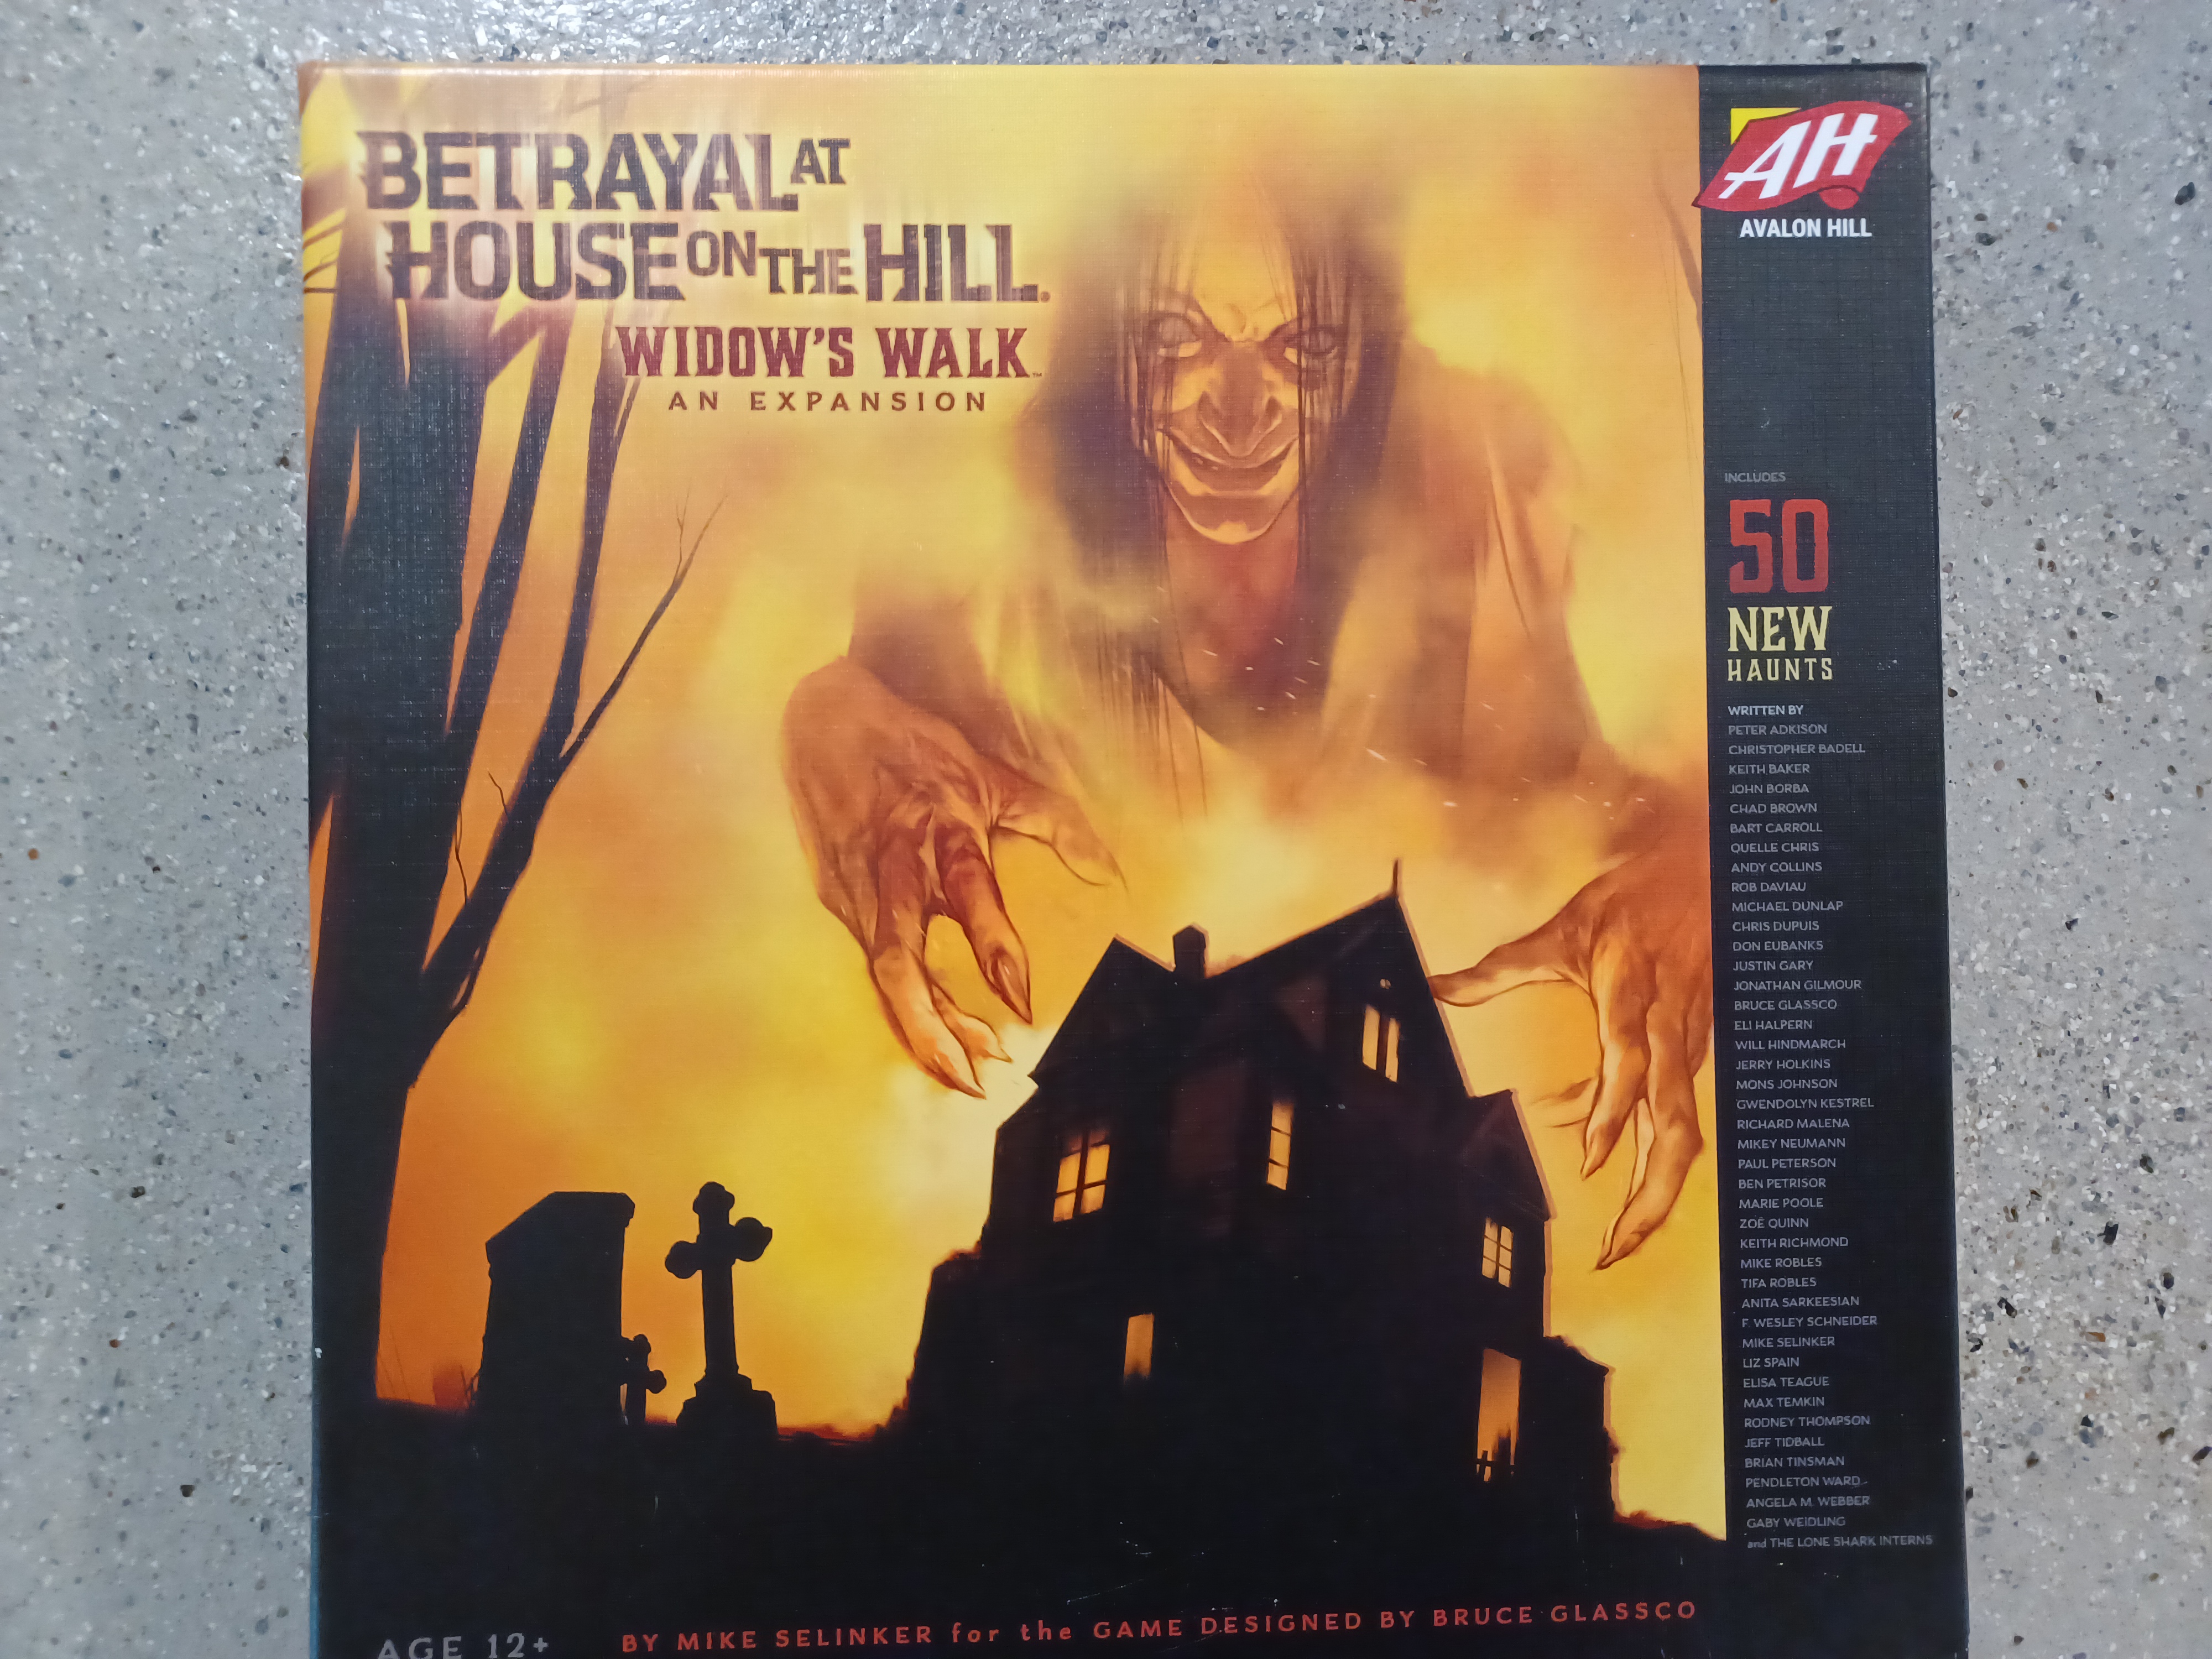 BETRAYAL AT
HOUSE ON THE HILL®
WIDOW'S WALK™
AN EXPANSION
AH
AVALON HILL
INCLUDES
50
NEW
HAUNTS
WRITTEN BY
PETER ADKISON
CHRISTOPHER BADELL
KEITH BAKER
JOHN BORBA
CHAD BROWN
BART CARROLL
QUELLE CHRIS
ANDY COLLINS
ROB DAVIAU
MICHAEL DUNLAP
CHRIS DUPUIS
DON EUBANKS
JUSTIN GARY
JONATHAN GILMOUR
BRUCE GLASSCO
ELI HALPERN
WILL HINDMARCH
JERRY HOLKINS
MONS JOHNSON
GWENDOLYN KESTREL
RICHARD MALENA
MIKEY NEUMANN
PAUL PETERSON
BEN PETRISOR
MARIE POOLE
ZOË QUINN
KEITH RICHMOND
MIKE ROBLES
TIFA ROBLES
ANITA SARKEESIAN
F. WESLEY SCHNEIDER
MIKE SELINKER
LIZ SPAIN
ELISA TEAGUE
MAX TEMKIN
RODNEY THOMPSON
JEFF TIDBALL
BRIAN TINSMAN
PENDLETON WARD
ANGELA M. WEBBER
GABY WEIDLING
and THE LONE SHARK INTERNS
AGE 12+
BY MIKE SELINKER for the GAME DESIGNED BY BRUCE GLASSCO